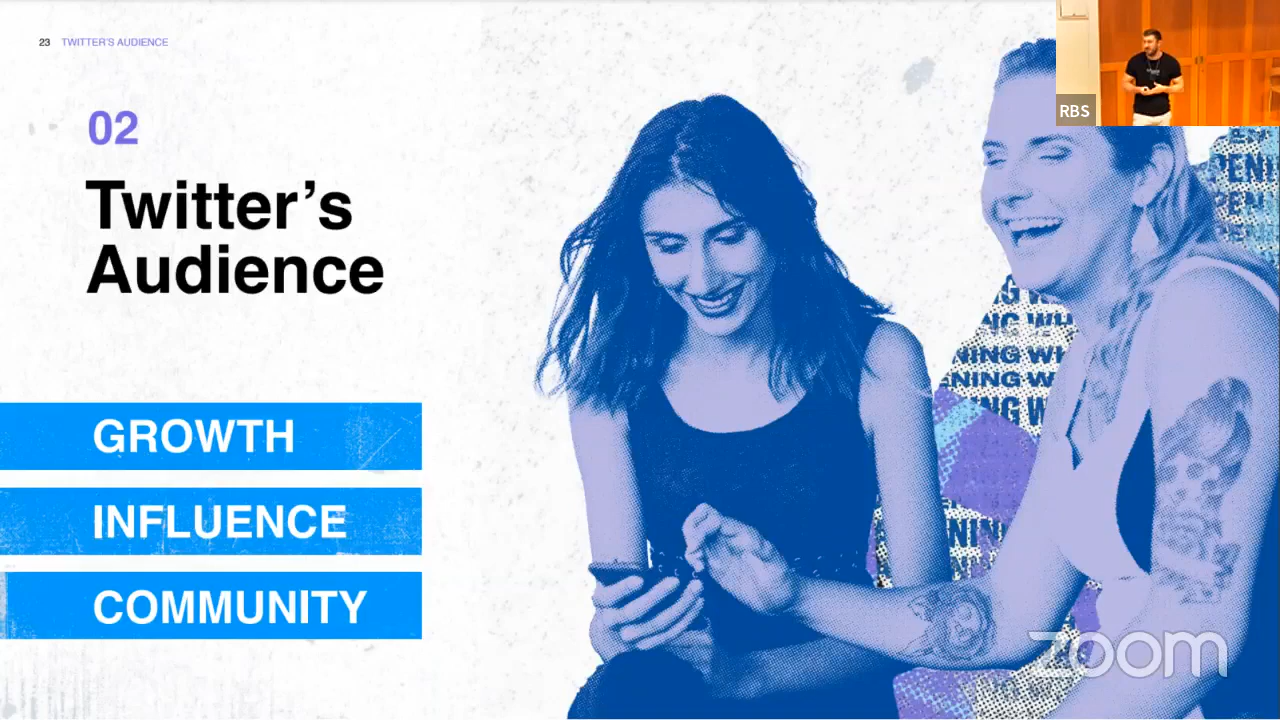 23 TWITTER'S AUDIENCE
RBS
02
Twitter's
Audience
GROWTH
INFLUENCE
COMMUNITY
zoom